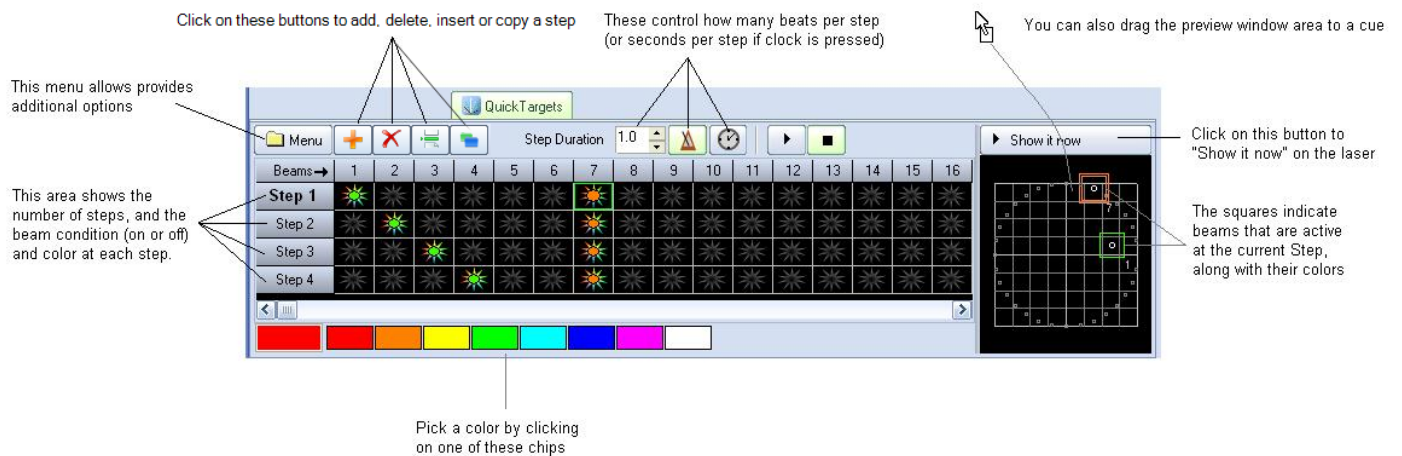 Click on these buttons to add, delete, insert or copy a step
These control how many beats per step
(or seconds per step if clock is pressed)
You can also drag the preview window area to a cue
This menu allows provides
additional options
QuickTargets
Menu
Step Duration 1.0
Show it now
Click on this button to
"Show it now" on the laser
Beams 1 2 3 4 5 6 7 8 9 10 11 12 13 14 15 16
Step 1
Step 2
Step 3
Step 4
7
1
This area shows the
number of steps, and the
beam condition (on or off)
and color at each step.
The squares indicate
beams that are active
at the current Step,
along with their colors
Pick a color by clicking
on one of these chips